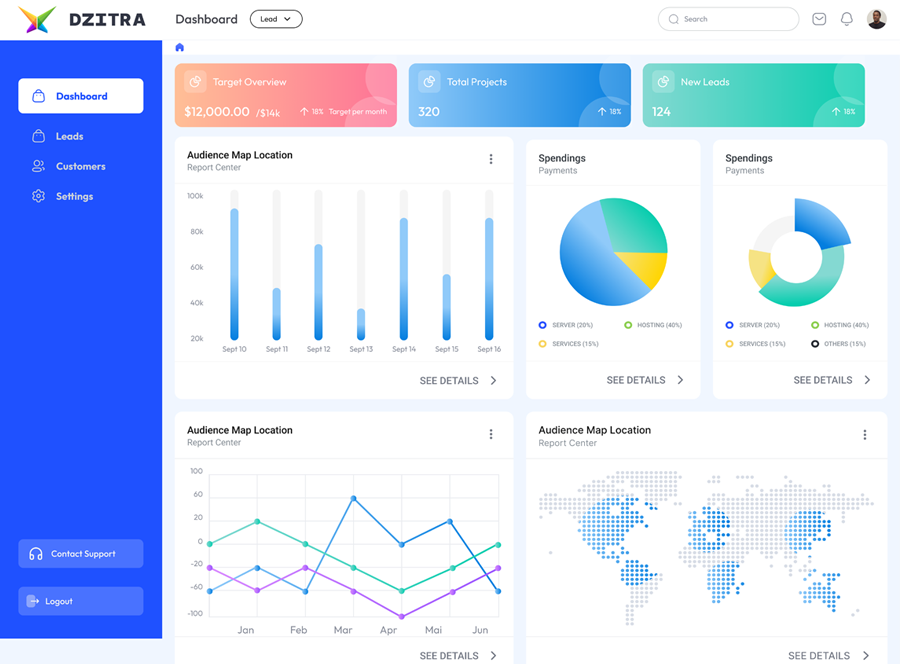 DZITRA
Dashboard
Lead
Search
Dashboard
Leads
Customers
Settings
Contact Support
Logout
Target Overview
$12,000.00 /$14k
18% Target per month
Total Projects
320
18%
New Leads
124
18%
Audience Map Location
Report Center
100k
80k
60k
40k
20k
Sept 10 Sept 11 Sept 12 Sept 13 Sept 14 Sept 15 Sept 16
SEE DETAILS
Spendings
Payments
SERVER (20%) HOSTING (40%)
SERVICES (15%)
SEE DETAILS
Spendings
Payments
SERVER (20%) HOSTING (40%)
SERVICES (15%) OTHERS (15%)
SEE DETAILS
Audience Map Location
Report Center
100
60
20
0
-20
-60
-100
Jan Feb Mar Apr Mai Jun
SEE DETAILS
Audience Map Location
Report Center
SEE DETAILS